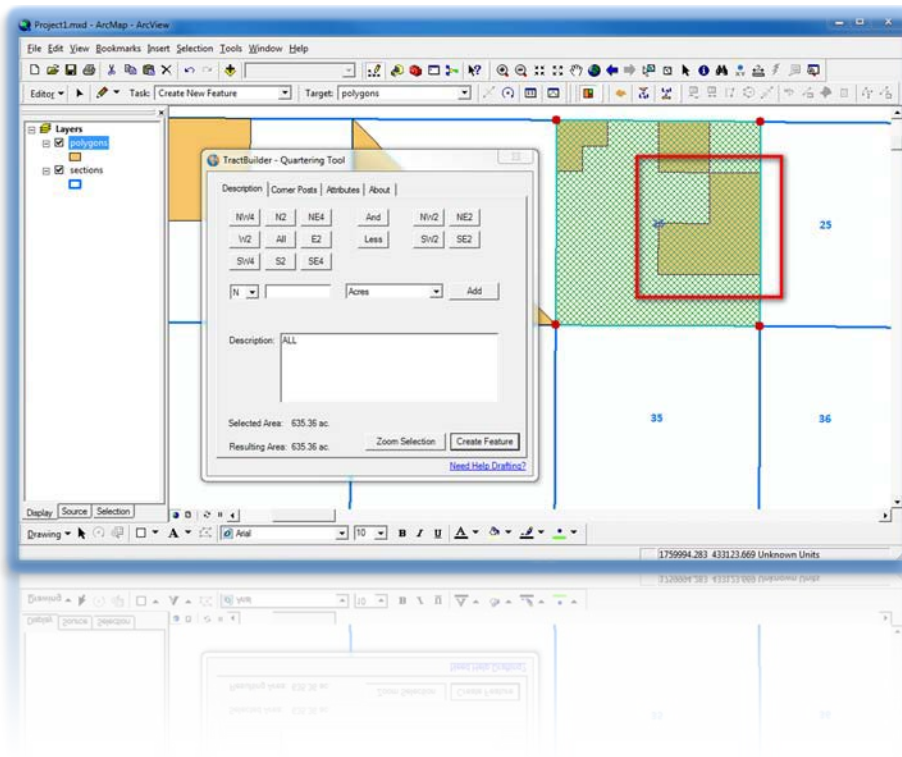 Project1.mxd - ArcMap - ArcView
File Edit View Bookmarks Insert Selection Tools Window Help
Editor Task: Create New Feature Target: polygons
Layers
polygons
sections
TractBuilder - Quartering Tool
Description Corner Posts Attributes About
NW4 N2 NE4 And NW2 NE2
W2 All E2 Less SW2 SE2
SW4 S2 SE4
N Acres Add
Description: ALL
Selected Area: 635.36 ac.
Resulting Area: 635.36 ac. Zoom Selection Create Feature
Need Help Drafting?
25
35
36
Display Source Selection
Drawing A Arial 10 B I U A
1759994.283 433123.669 Unknown Units